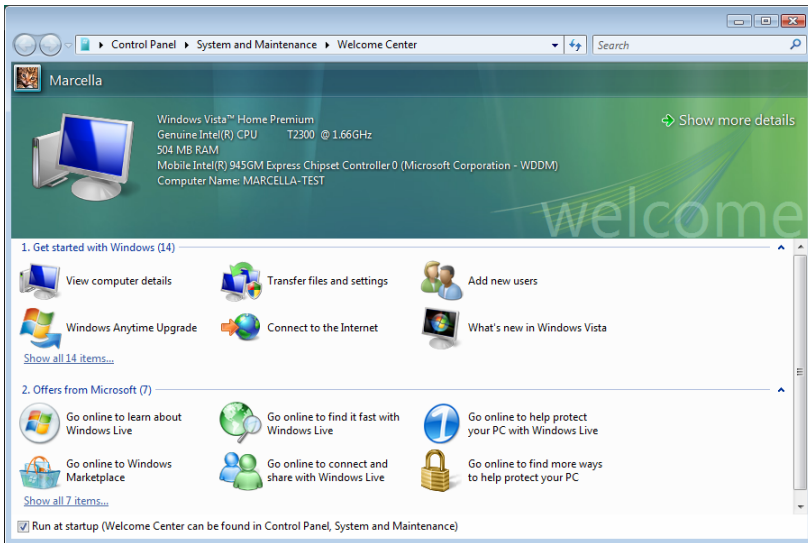 Control Panel ▸ System and Maintenance ▸ Welcome Center
Search
Marcella
Windows Vista™ Home Premium
Genuine Intel(R) CPU T2300 @ 1.66GHz
504 MB RAM
Mobile Intel(R) 945GM Express Chipset Controller 0 (Microsoft Corporation - WDDM)
Computer Name: MARCELLA-TEST
Show more details
welcome
1. Get started with Windows (14)
View computer details
Transfer files and settings
Add new users
Windows Anytime Upgrade
Connect to the Internet
What's new in Windows Vista
Show all 14 items...
2. Offers from Microsoft (7)
Go online to learn about
Windows Live
Go online to find it fast with
Windows Live
Go online to help protect
your PC with Windows Live
Go online to Windows
Marketplace
Go online to connect and
share with Windows Live
Go online to find more ways
to help protect your PC
Show all 7 items...
Run at startup (Welcome Center can be found in Control Panel, System and Maintenance)